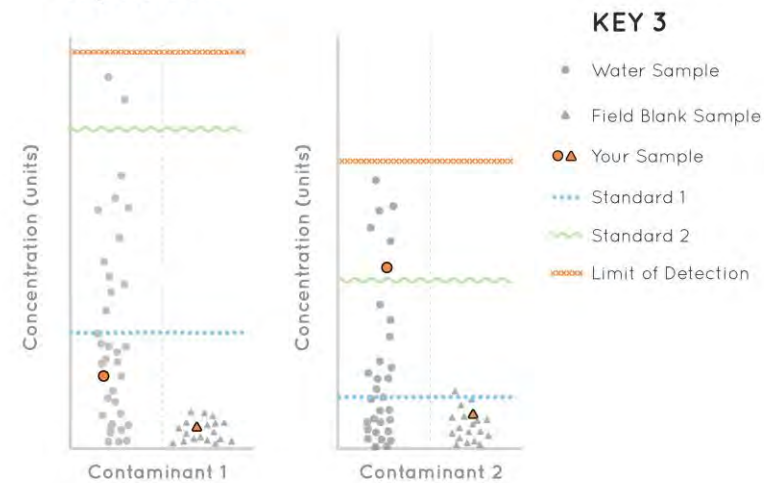 KEY 3
Water Sample
Field Blank Sample
Your Sample
Standard 1
Standard 2
Limit of Detection
Concentration (units)
Contaminant 1
Concentration (units)
Contaminant 2